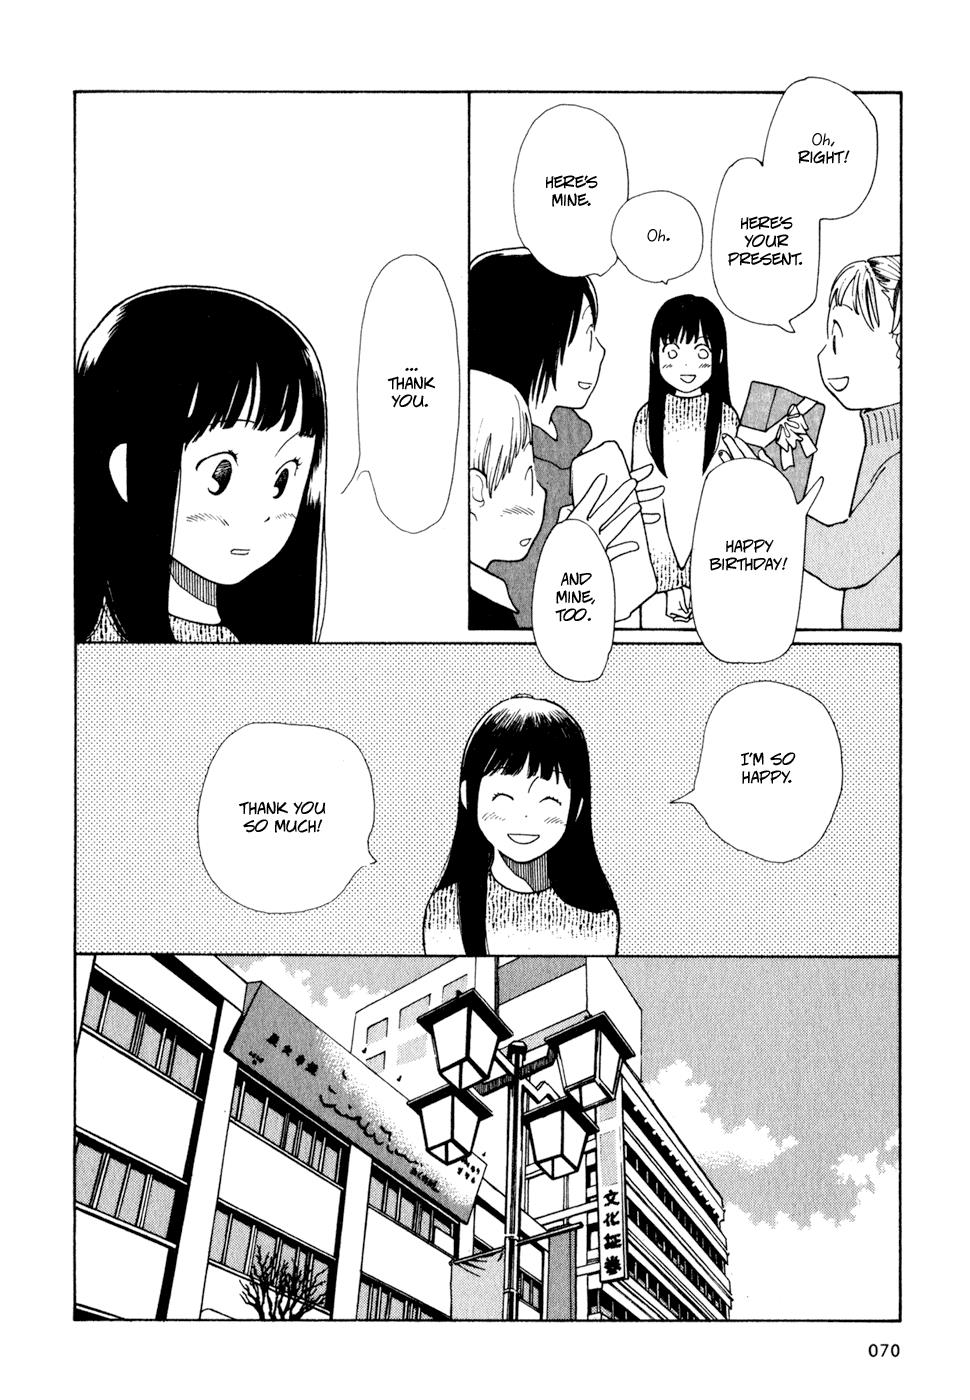 Oh,
RIGHT!
HERE'S
YOUR
PRESENT.
HERE'S
MINE.
Oh.
HAPPY
BIRTHDAY!
AND
MINE,
TOO.
...
THANK
YOU.
I'M SO
HAPPY.
THANK YOU
SO MUCH!
文化証巻
070